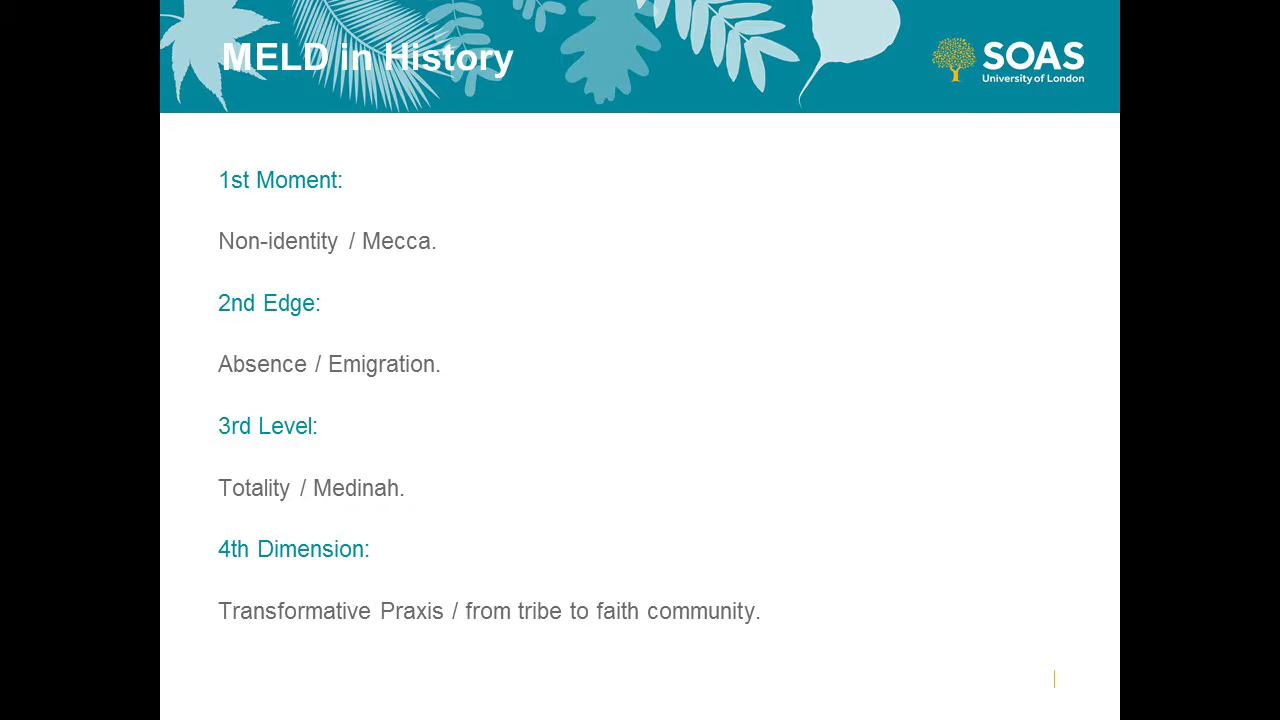 MELD in History
SOAS
University of London
1st Moment:
Non-identity / Mecca.
2nd Edge:
Absence / Emigration.
3rd Level:
Totality / Medinah.
4th Dimension:
Transformative Praxis / from tribe to faith community.